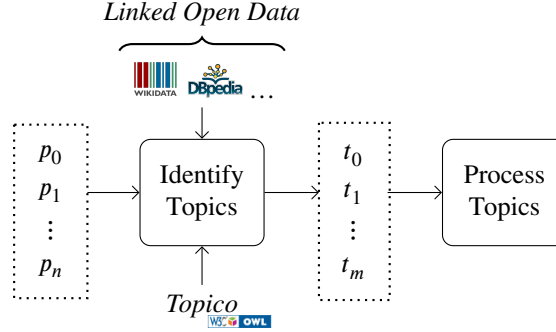 Linked Open Data
WIKIDATA DBpedia ...
p0
p1
⋮
pn
Identify
Topics
t0
t1
⋮
tm
Process
Topics
Topico
W3C OWL